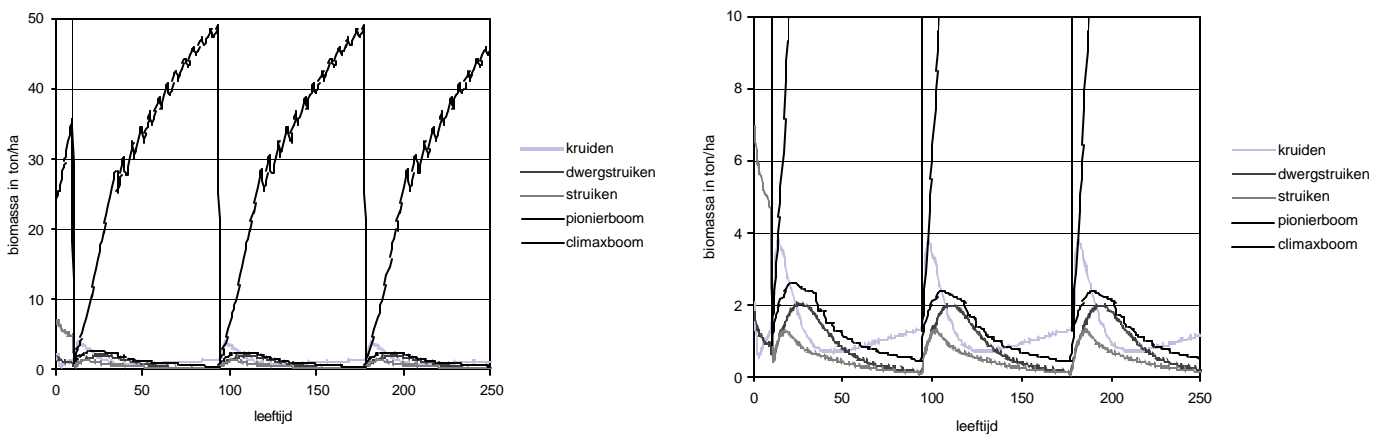 50
40
30
20
10
0
biomassa in ton/ha
0 50 100 150 200 250
leeftijd
kruiden
dwergstruiken
struiken
pionierboom
climaxboom
10
8
6
4
2
0
biomassa in ton/ha
0 50 100 150 200 250
leeftijd
kruiden
dwergstruiken
struiken
pionierboom
climaxboom